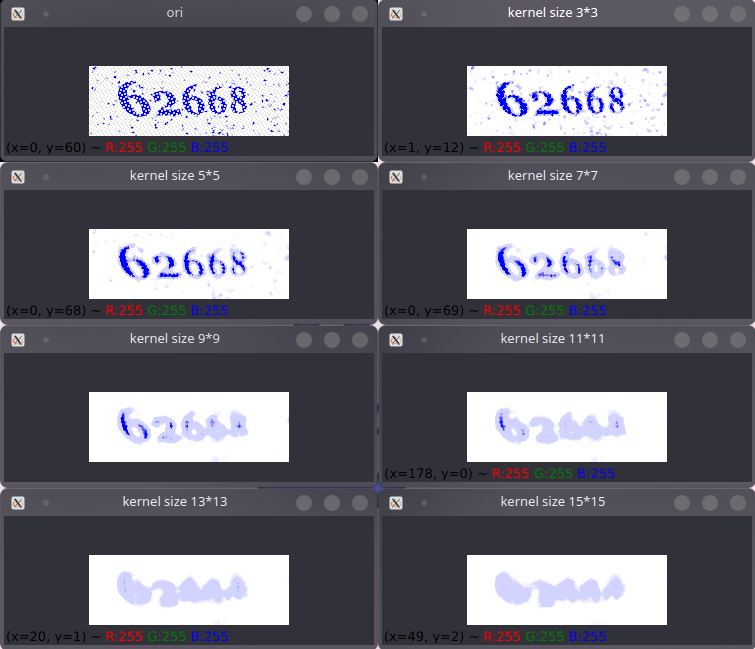 ori
62668
(x=0, y=60) ~ R:255 G:255 B:255
kernel size 3*3
62668
(x=1, y=12) ~ R:255 G:255 B:255
kernel size 5*5
62668
(x=0, y=68) ~ R:255 G:255 B:255
kernel size 7*7
62668
(x=0, y=69) ~ R:255 G:255 B:255
kernel size 9*9
kernel size 11*11
(x=178, y=0) ~ R:255 G:255 B:255
kernel size 13*13
(x=20, y=1) ~ R:255 G:255 B:255
kernel size 15*15
(x=49, y=2) ~ R:255 G:255 B:255